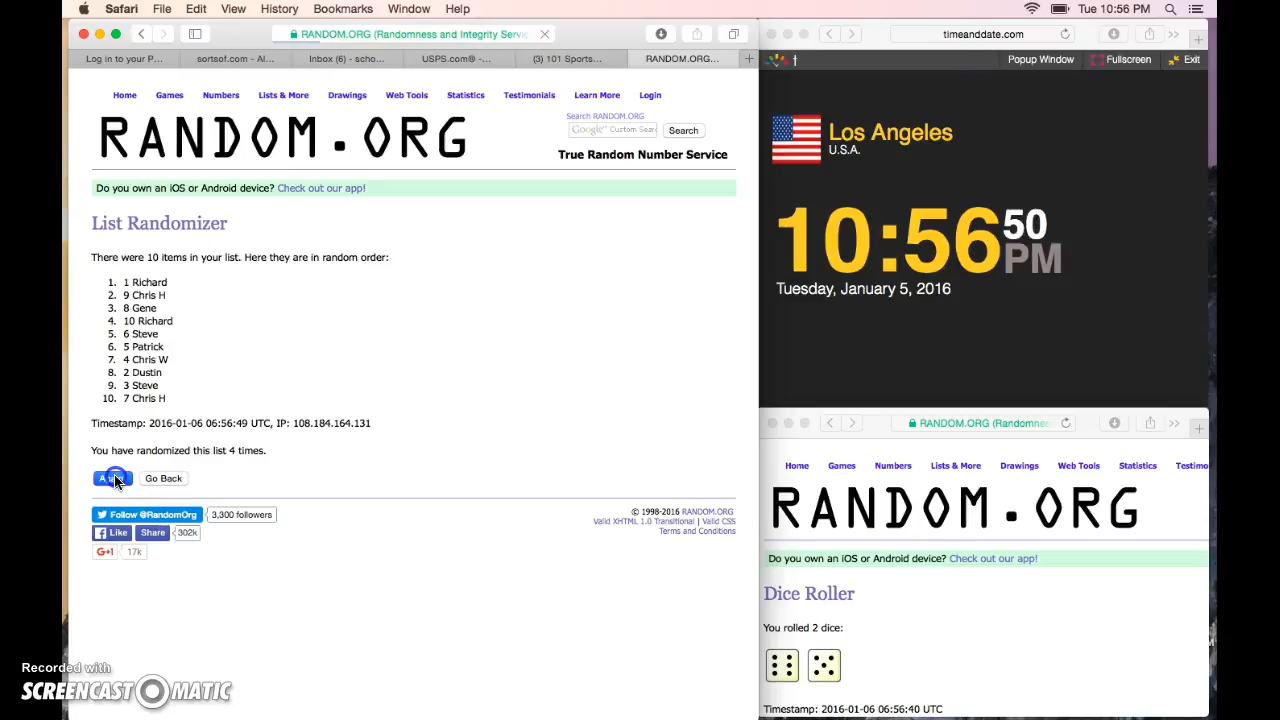 Safari File Edit View History Bookmarks Window Help Tue 10:56 PM
RANDOM.ORG (Randomness and Integrity Servic
Log in to your P... sortsof.com - Al... Inbox (6) - scho... USPS.com® -... (3) 101 Sports... RANDOM.ORG...
Home Games Numbers Lists & More Drawings Web Tools Statistics Testimonials Learn More Login
Search RANDOM.ORG
Google™ Custom Searc Search
RANDOM.ORG
True Random Number Service
Do you own an iOS or Android device? Check out our app!
List Randomizer
There were 10 items in your list. Here they are in random order:
1. 1 Richard
2. 9 Chris H
3. 8 Gene
4. 10 Richard
5. 6 Steve
6. 5 Patrick
7. 4 Chris W
8. 2 Dustin
9. 3 Steve
10. 7 Chris H
Timestamp: 2016-01-06 06:56:49 UTC, IP: 108.184.164.131
You have randomized this list 4 times.
Go Back
Follow @RandomOrg 3,300 followers
Like Share 302k
G+1 17k
© 1998-2016 RANDOM.ORG
Valid XHTML 1.0 Transitional | Valid CSS
Terms and Conditions
Recorded with
SCREENCAST-O-MATIC
timeanddate.com
Popup Window Fullscreen Exit
Los Angeles
U.S.A.
10:56 50 PM
Tuesday, January 5, 2016
RANDOM.ORG (Randomne
Home Games Numbers Lists & More Drawings Web Tools Statistics Testimo
RANDOM.ORG
Do you own an iOS or Android device? Check out our app!
Dice Roller
You rolled 2 dice:
Timestamp: 2016-01-06 06:56:40 UTC